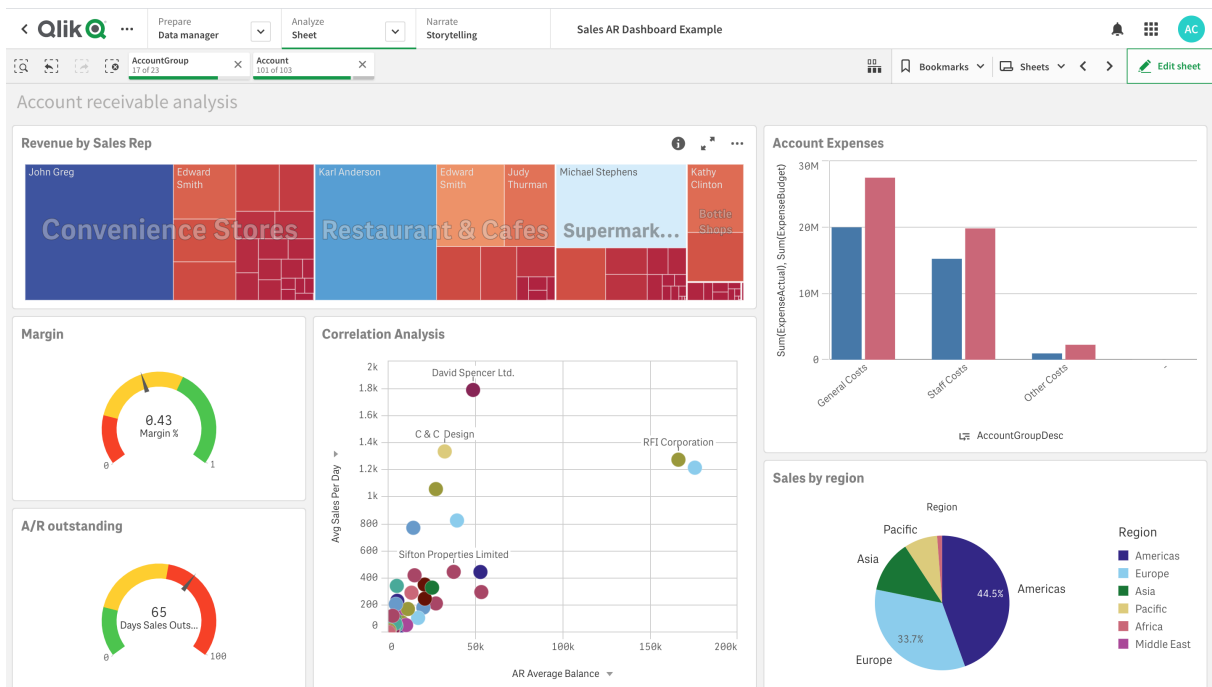 Qlik
Prepare
Data manager
Analyze
Sheet
Narrate
Storytelling
Sales AR Dashboard Example
AC
AccountGroup
17 of 23
Account
101 of 103
Bookmarks
Sheets
Edit sheet
Account receivable analysis
Revenue by Sales Rep
John Greg
Edward
Smith
Karl Anderson
Edward
Smith
Judy
Thurman
Michael Stephens
Kathy
Clinton
Convenience Stores
Restaurant & Cafes
Supermark...
Bottle
Shops
Account Expenses
Sum(ExpenseActual), Sum(ExpenseBudget)
30M
20M
10M
0
General Costs
Staff Costs
Other Costs
-
AccountGroupDesc
Margin
0.43
Margin %
0
1
A/R outstanding
65
Days Sales Outs...
0
100
Correlation Analysis
Avg Sales Per Day
2k
1.8k
1.6k
1.4k
1.2k
1k
800
600
400
200
0
David Spencer Ltd.
C & C Design
RFI Corporation
Sifton Properties Limited
0
50k
100k
150k
200k
AR Average Balance
Sales by region
Region
Pacific
Asia
Americas
Europe
44.5%
33.7%
Region
Americas
Europe
Asia
Pacific
Africa
Middle East